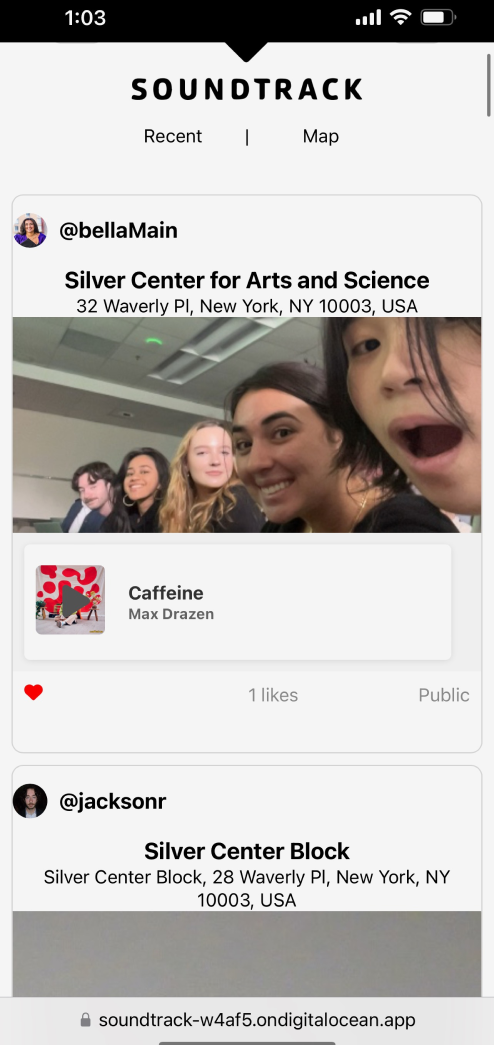 1:03
SOUNDTRACK
Recent | Map
@bellaMain
Silver Center for Arts and Science
32 Waverly Pl, New York, NY 10003, USA
Caffeine
Max Drazen
1 likes
Public
@jacksonr
Silver Center Block
Silver Center Block, 28 Waverly Pl, New York, NY
10003, USA
soundtrack-w4af5.ondigitalocean.app